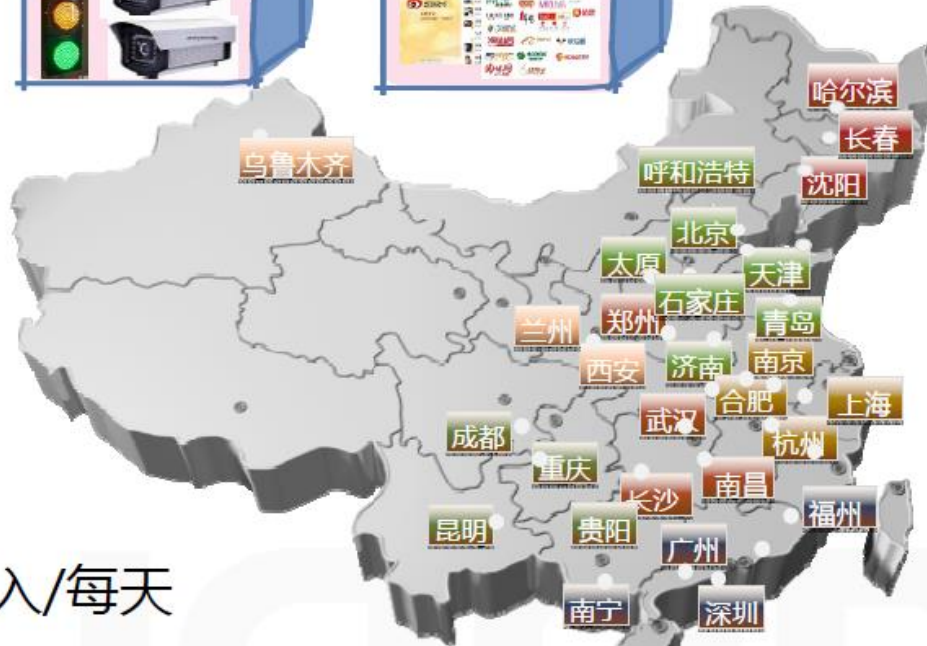 哈尔滨
长春
乌鲁木齐
呼和浩特
沈阳
北京
太原
天津
石家庄
郑州
青岛
兰州
西安
济南
南京
合肥
上海
武汉
成都
杭州
重庆
南昌
长沙
福州
昆明
贵阳
广州
入/每天
南宁
深圳